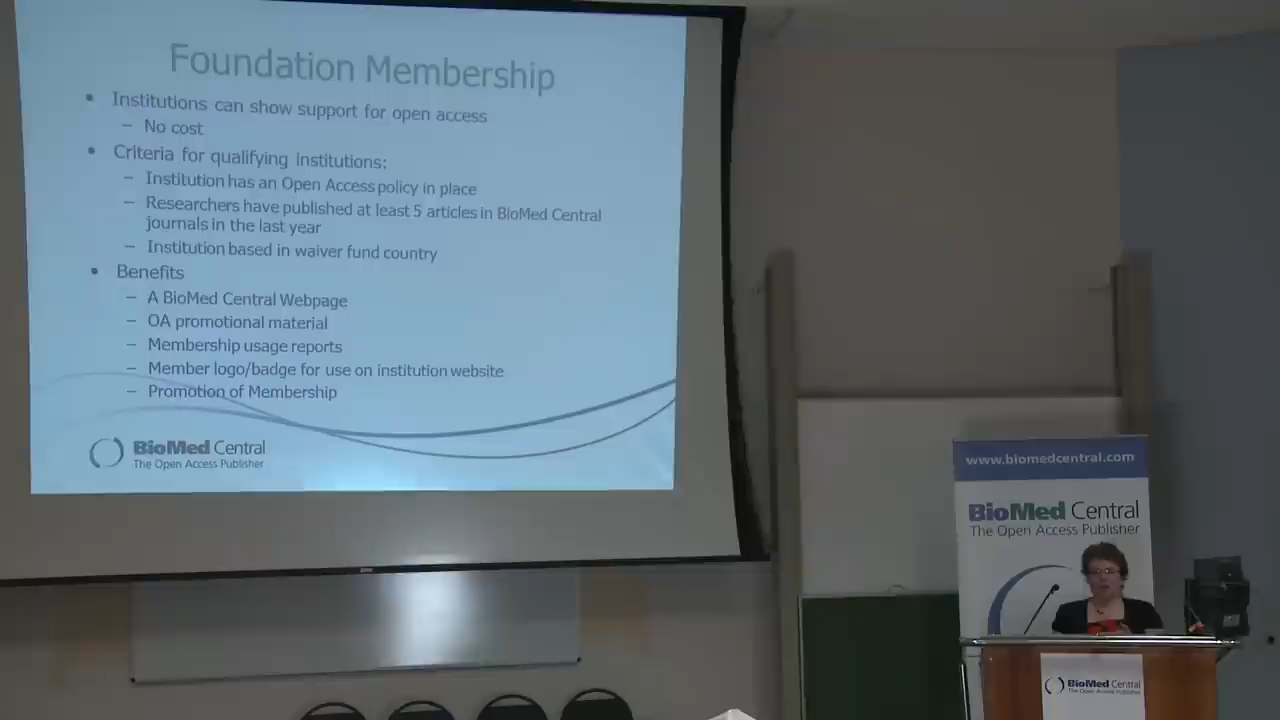 Foundation Membership
• Institutions can show support for open access
– No cost
• Criteria for qualifying institutions:
– Institution has an Open Access policy in place
– Researchers have published at least 5 articles in BioMed Central
journals in the last year
– Institution based in waiver fund country
• Benefits
– A BioMed Central Webpage
– OA promotional material
– Membership usage reports
– Member logo/badge for use on institution website
– Promotion of Membership
BioMed Central
The Open Access Publisher
www.biomedcentral.com
BioMed Central
The Open Access Publisher
BioMed Central
The Open Access Publisher